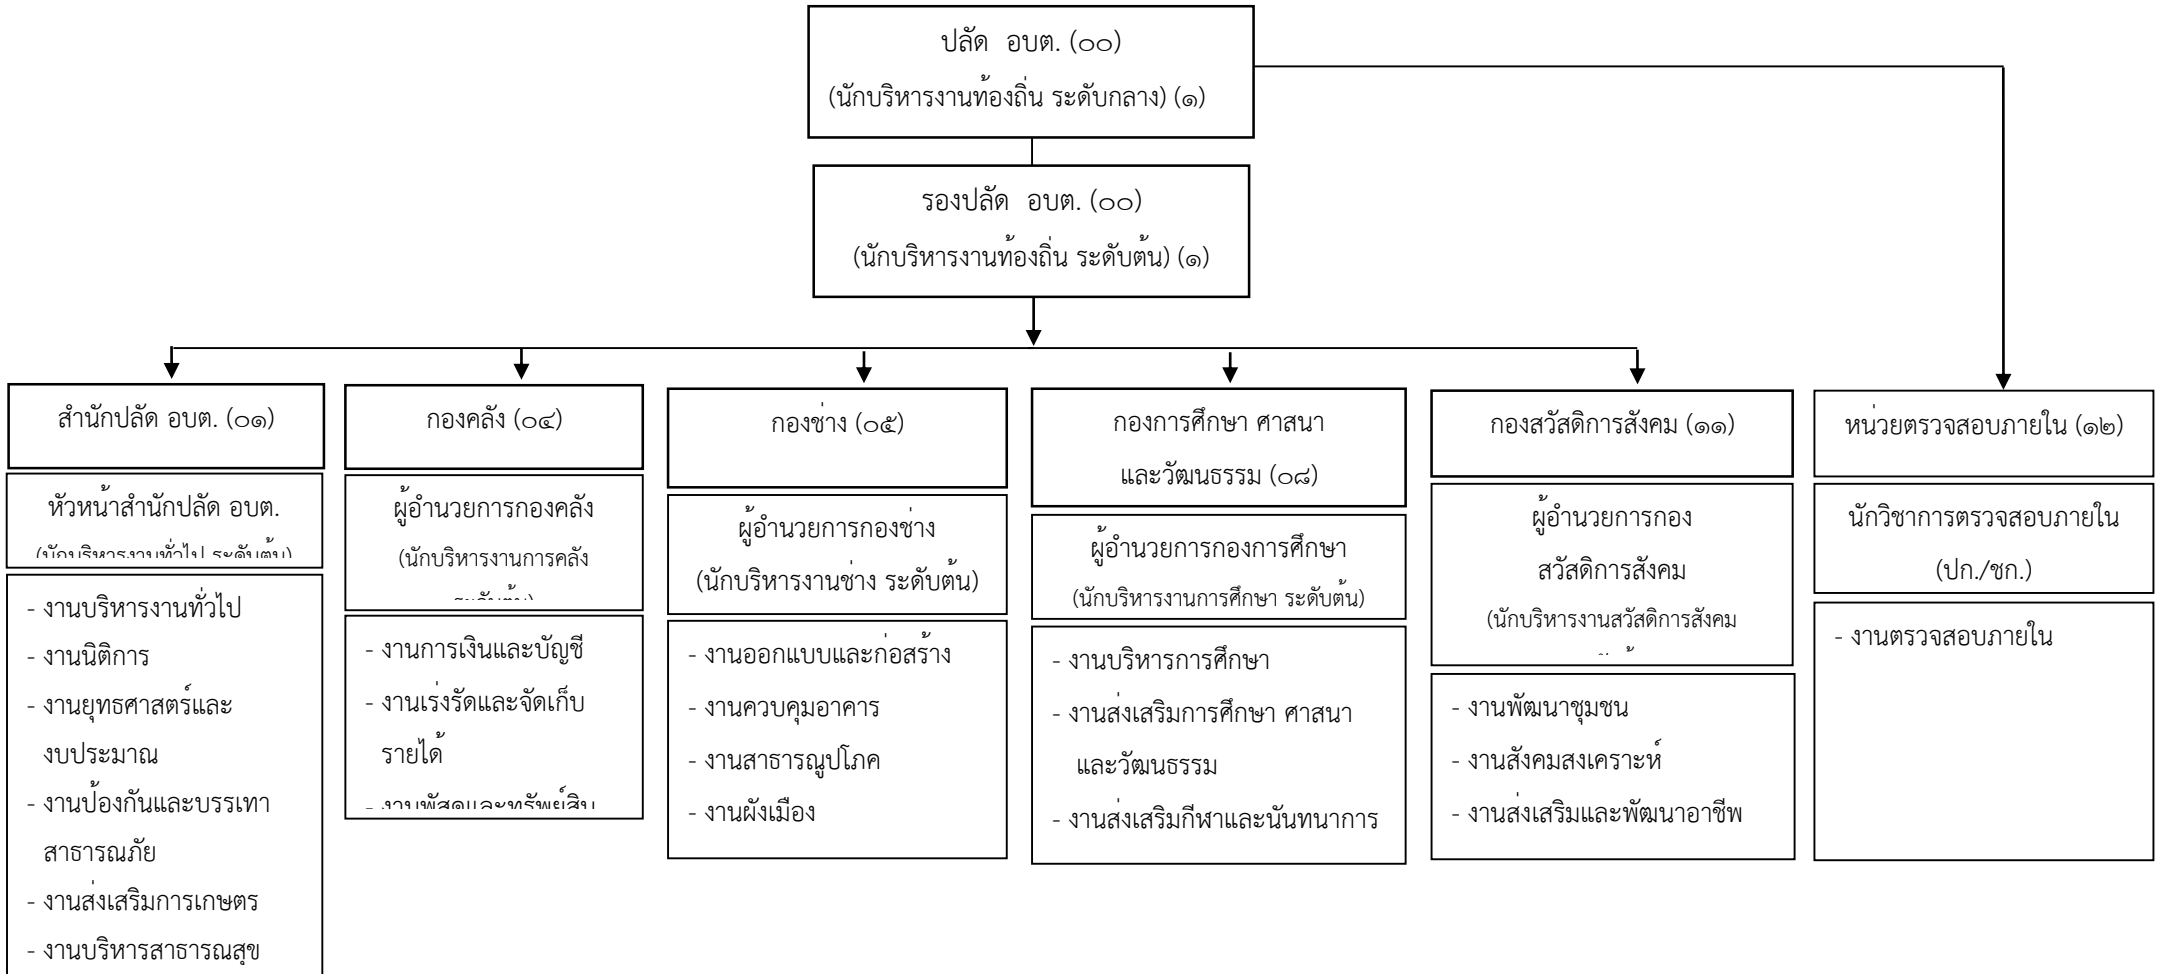 ปลัด  อบต. (๐๐)
(นักบริหารงานท้องถิ่น ระดับกลาง) (๑)
รองปลัด  อบต. (๐๐)
(นักบริหารงานท้องถิ่น ระดับต้น) (๑)
สำนักปลัด อบต. (๐๑)
หัวหน้าสำนักปลัด อบต.
(นักบริหารงานทั่วไป ระดับต้น)
- งานบริหารงานทั่วไป
- งานนิติการ
- งานยุทธศาสตร์และ
งบประมาณ
- งานป้องกันและบรรเทา
สาธารณภัย
- งานส่งเสริมการเกษตร
- งานบริหารสาธารณสุข
กองคลัง (๐๔)
ผู้อำนวยการกองคลัง
(นักบริหารงานการคลัง
- งานการเงินและบัญชี
- งานเร่งรัดและจัดเก็บ
รายได้
- งานพัสดุและทรัพย์สิน
กองช่าง (๐๕)
ผู้อำนวยการกองช่าง
(นักบริหารงานช่าง ระดับต้น)
- งานออกแบบและก่อสร้าง
- งานควบคุมอาคาร
- งานสาธารณูปโภค
- งานผังเมือง
กองการศึกษา ศาสนา
และวัฒนธรรม (๐๘)
ผู้อำนวยการกองการศึกษา
(นักบริหารงานการศึกษา ระดับต้น)
- งานบริหารการศึกษา
- งานส่งเสริมการศึกษา ศาสนา
และวัฒนธรรม
- งานส่งเสริมกีฬาและนันทนาการ
กองสวัสดิการสังคม (๑๑)
ผู้อำนวยการกอง
สวัสดิการสังคม
(นักบริหารงานสวัสดิการสังคม
- งานพัฒนาชุมชน
- งานสังคมสงเคราะห์
- งานส่งเสริมและพัฒนาอาชีพ
หน่วยตรวจสอบภายใน (๑๒)
นักวิชาการตรวจสอบภายใน
(ปก./ชก.)
- งานตรวจสอบภายใน